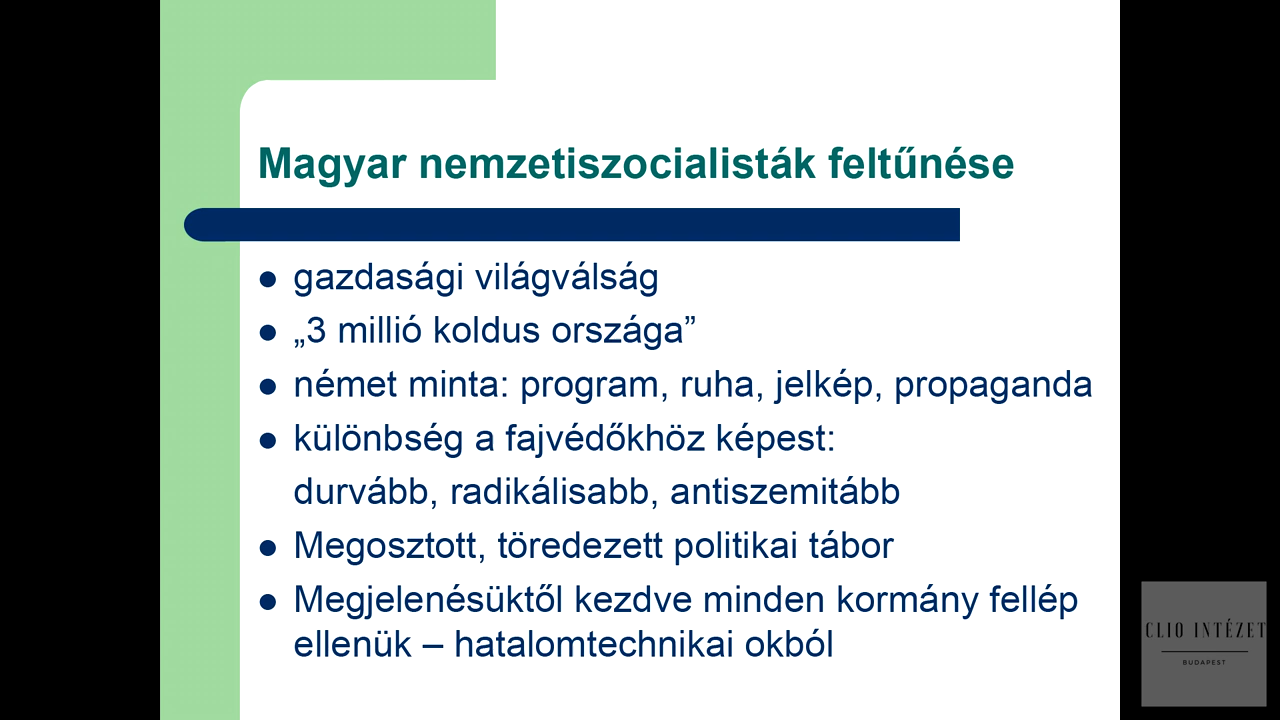 Magyar nemzetiszocialisták feltűnése
gazdasági világválság
„3 millió koldus országa”
német minta: program, ruha, jelkép, propaganda
különbség a fajvédőkhöz képest:
durvább, radikálisabb, antiszemitább
Megosztott, töredezett politikai tábor
Megjelenésüktől kezdve minden kormány fellép
ellenük – hatalomtechnikai okból
CLIO INTÉZET
BUDAPEST